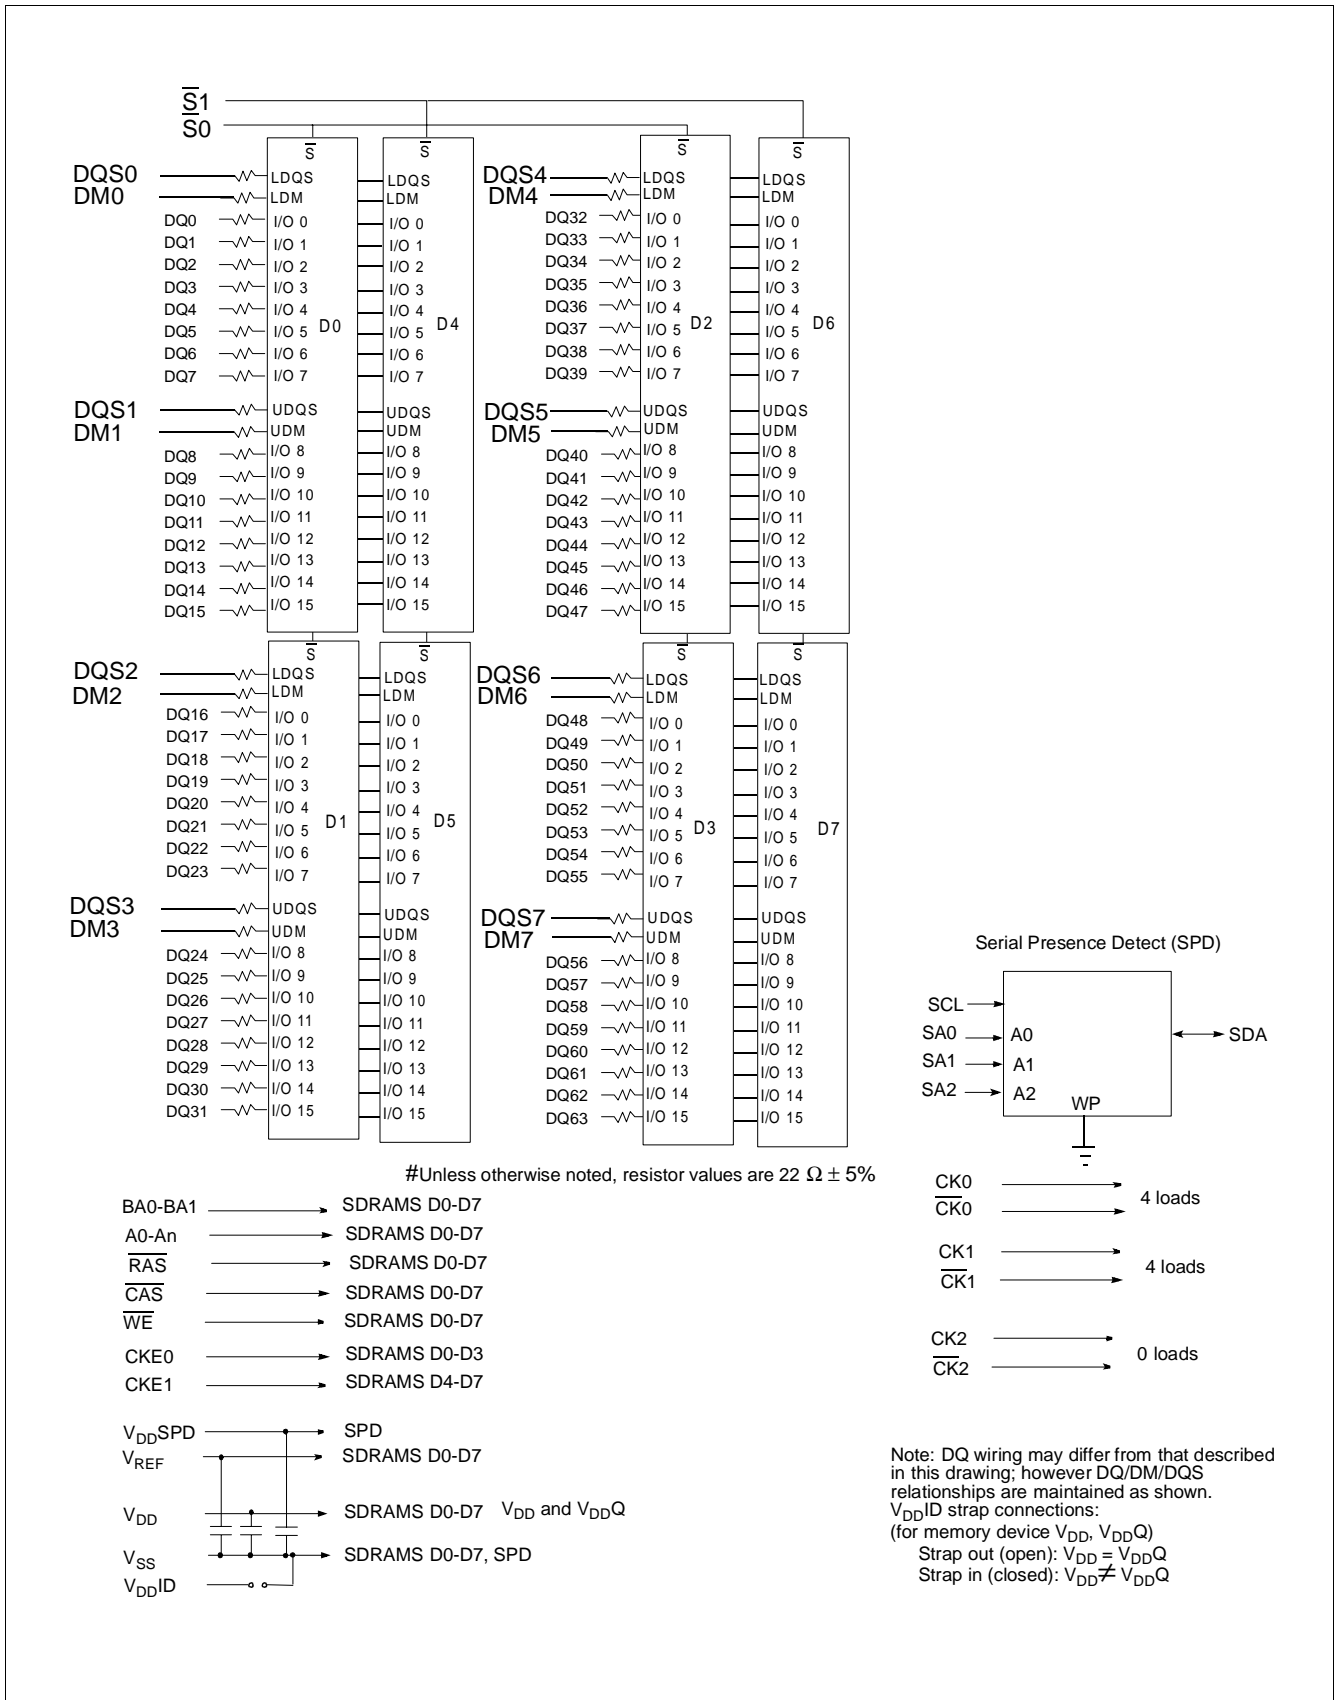 S1
S0
S
S
DQS0
LDQS
LDQS
DQS4
LDQS
LDQS
DM0
LDM
LDM
DM4
LDM
LDM
DQ0
I/O 0
I/O 0
DQ32
I/O 0
I/O 0
DQ1
I/O 1
I/O 1
DQ33
I/O 1
I/O 1
DQ2
I/O 2
I/O 2
DQ34
I/O 2
I/O 2
DQ3
I/O 3
I/O 3
DQ35
I/O 3
I/O 3
DQ4
I/O 4
I/O 4
DQ36
I/O 4
I/O 4
DQ5
I/O 5
D0
I/O 5
D4
DQ37
I/O 5
D2
I/O 5
D6
DQ6
I/O 6
I/O 6
DQ38
I/O 6
I/O 6
DQ7
I/O 7
I/O 7
DQ39
I/O 7
I/O 7
DQS1
UDQS
UDQS
DQS5
UDQS
UDQS
DM1
UDM
UDM
DM5
UDM
UDM
DQ8
I/O 8
I/O 8
DQ40
I/O 8
I/O 8
DQ9
I/O 9
I/O 9
DQ41
I/O 9
I/O 9
DQ10
I/O 10
I/O 10
DQ42
I/O 10
I/O 10
DQ11
I/O 11
I/O 11
DQ43
I/O 11
I/O 11
DQ12
I/O 12
I/O 12
DQ44
I/O 12
I/O 12
DQ13
I/O 13
I/O 13
DQ45
I/O 13
I/O 13
DQ14
I/O 14
I/O 14
DQ46
I/O 14
I/O 14
DQ15
I/O 15
I/O 15
DQ47
I/O 15
I/O 15
S
S
S
S
DQS2
LDQS
LDQS
DQS6
LDQS
LDQS
DM2
LDM
LDM
DM6
LDM
LDM
DQ16
I/O 0
I/O 0
DQ48
I/O 0
I/O 0
DQ17
I/O 1
I/O 1
DQ49
I/O 1
I/O 1
DQ18
I/O 2
I/O 2
DQ50
I/O 2
I/O 2
DQ19
I/O 3
I/O 3
DQ51
I/O 3
I/O 3
DQ20
I/O 4
I/O 4
DQ52
I/O 4
I/O 4
DQ21
I/O 5
D1
I/O 5
D5
DQ53
I/O 5
D3
I/O 5
D7
DQ22
I/O 6
I/O 6
DQ54
I/O 6
I/O 6
DQ23
I/O 7
I/O 7
DQ55
I/O 7
I/O 7
DQS3
UDQS
UDQS
DQS7
UDQS
UDQS
DM3
UDM
UDM
DM7
UDM
UDM
DQ24
I/O 8
I/O 8
DQ56
I/O 8
I/O 8
DQ25
I/O 9
I/O 9
DQ57
I/O 9
I/O 9
DQ26
I/O 10
I/O 10
DQ58
I/O 10
I/O 10
DQ27
I/O 11
I/O 11
DQ59
I/O 11
I/O 11
DQ28
I/O 12
I/O 12
DQ60
I/O 12
I/O 12
DQ29
I/O 13
I/O 13
DQ61
I/O 13
I/O 13
DQ30
I/O 14
I/O 14
DQ62
I/O 14
I/O 14
DQ31
I/O 15
I/O 15
DQ63
I/O 15
I/O 15
S
S
Serial Presence Detect (SPD)
SCL
SA0
A0
SDA
SA1
A1
SA2
A2
WP
#Unless otherwise noted, resistor values are 22 Ω ± 5%
BA0-BA1
SDRAMS D0-D7
A0-An
SDRAMS D0-D7
RAS
SDRAMS D0-D7
CAS
SDRAMS D0-D7
WE
SDRAMS D0-D7
CKE0
SDRAMS D0-D3
CKE1
SDRAMS D4-D7
VDDSPD
SPD
VREF
SDRAMS D0-D7
VDD
SDRAMS D0-D7 VDD and VDDQ
VSS
SDRAMS D0-D7, SPD
VDDID
CK0
CK0
4 loads
CK1
CK1
4 loads
CK2
CK2
0 loads
Note: DQ wiring may differ from that described
in this drawing; however DQ/DM/DQS
relationships are maintained as shown.
VDDID strap connections:
(for memory device VDD, VDDQ)
Strap out (open): VDD = VDDQ
Strap in (closed): VDD ≠ VDDQ